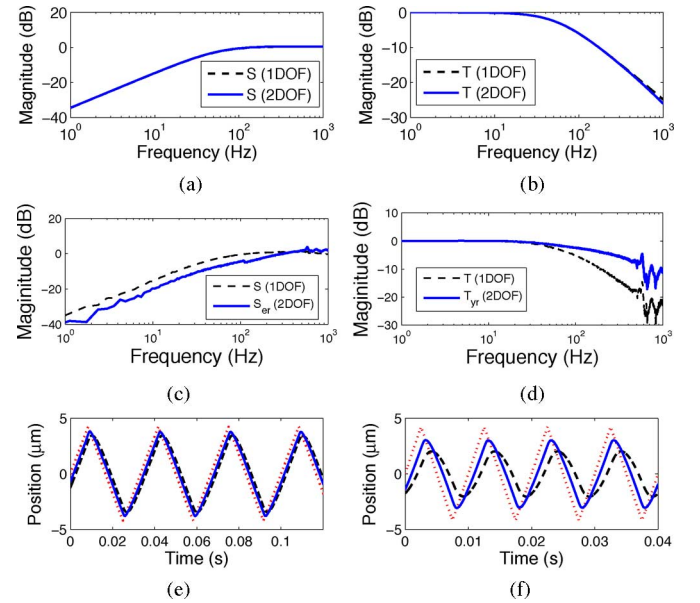 20
0
−20
−40
10^0 10^1 10^2 10^3
Magnitude (dB)
Frequency (Hz)
S (1DOF)
S (2DOF)
(a)
0
−10
−20
−30
10^0 10^1 10^2 10^3
Magnitude (dB)
Frequency (Hz)
T (1DOF)
T (2DOF)
(b)
20
0
−20
−40
10^0 10^1 10^2 10^3
Maginitude (dB)
Frequency (Hz)
S (1DOF)
S_er (2DOF)
(c)
10
0
−10
−20
−30
10^0 10^1 10^2 10^3
Maginitude (dB)
Frequency (Hz)
T (1DOF)
T_yr (2DOF)
(d)
5
0
−5
0 0.02 0.04 0.06 0.08 0.1
Position (μm)
Time (s)
(e)
5
0
−5
0 0.01 0.02 0.03 0.04
Position (μm)
Time (s)
(f)